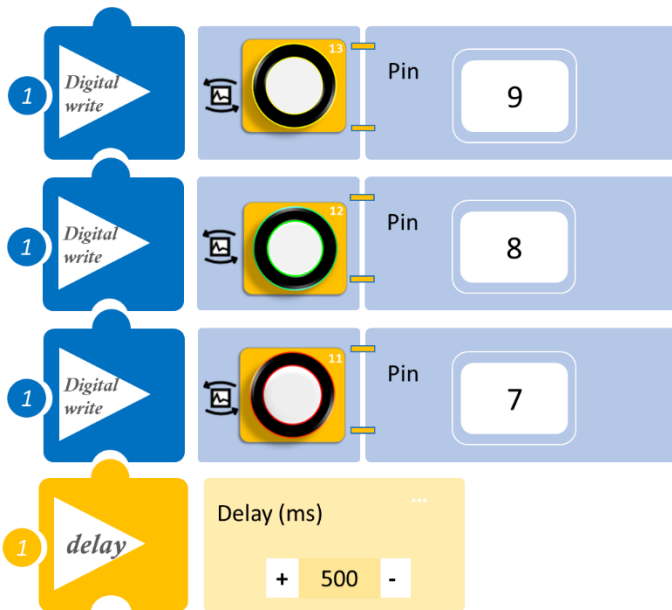 13
Pin
9
1
Digital
write
12
Pin
8
1
Digital
write
11
Pin
7
1
Digital
write
...
Delay (ms)
1
delay
+ 500 -